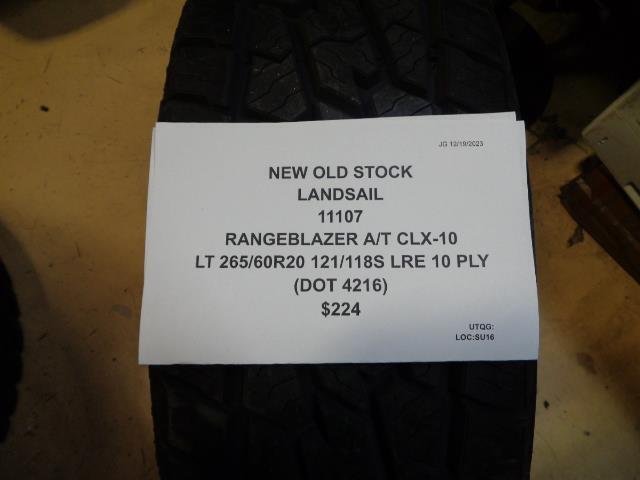 JG 12/19/2023
NEW OLD STOCK
LANDSAIL
11107
RANGEBLAZER A/T CLX-10
LT 265/60R20 121/118S LRE 10 PLY
(DOT 4216)
$224
UTQG:
LOC:SU16